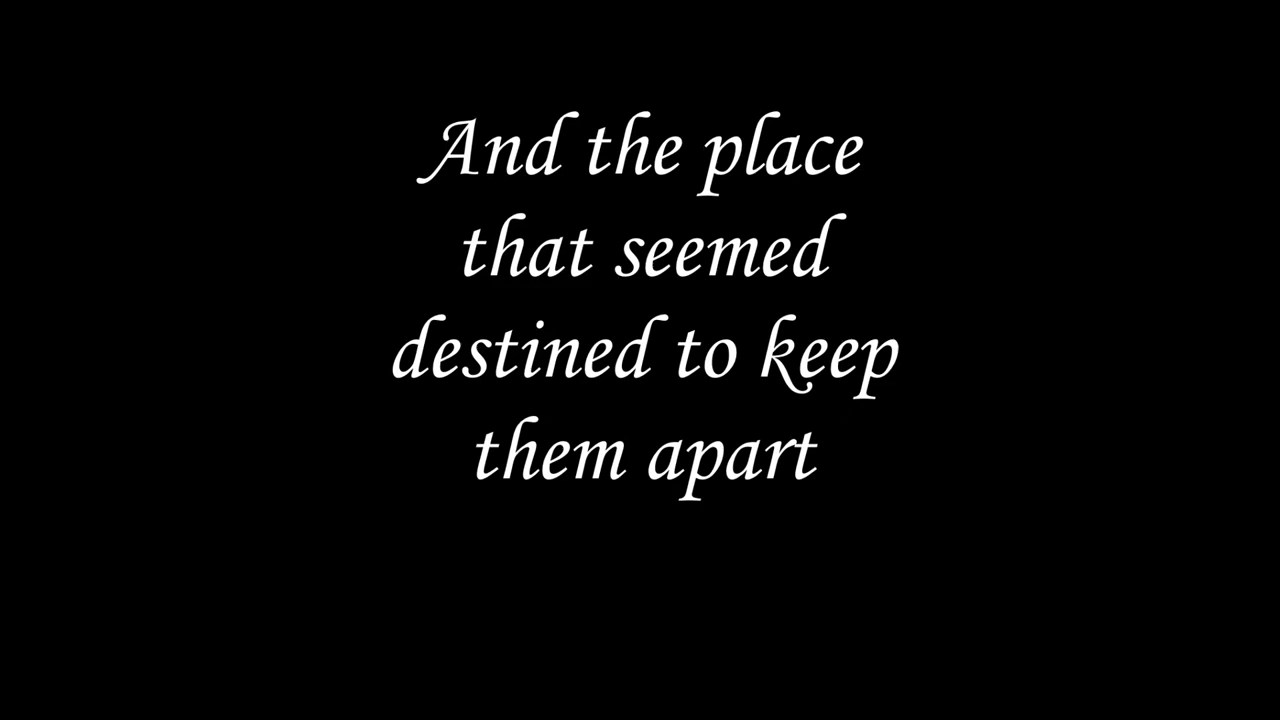 And the place
that seemed
destined to keep
them apart